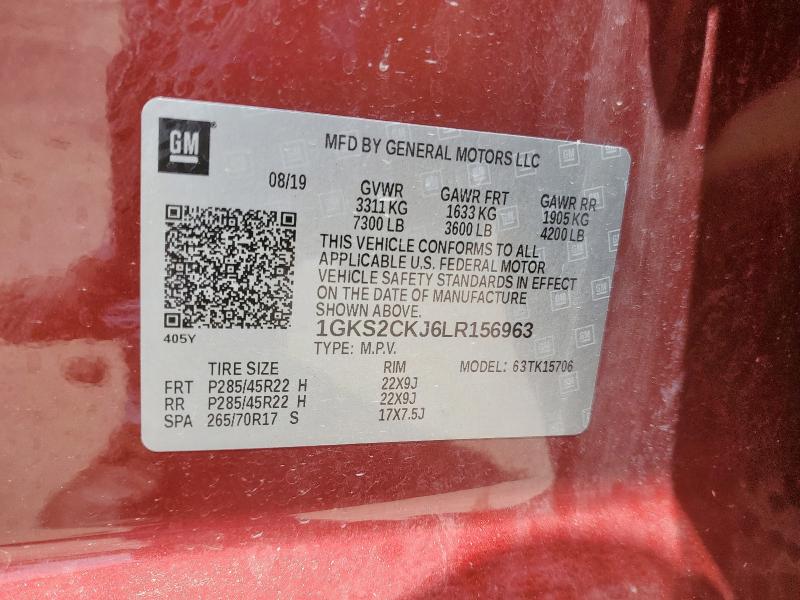 GM
MFD BY GENERAL MOTORS LLC
08/19
GVWR GAWR FRT GAWR RR
3311 KG 1633 KG 1905 KG
7300 LB 3600 LB 4200 LB
THIS VEHICLE CONFORMS TO ALL
APPLICABLE U.S. FEDERAL MOTOR
VEHICLE SAFETY STANDARDS IN EFFECT
ON THE DATE OF MANUFACTURE
SHOWN ABOVE.
405Y
1GKS2CKJ6LR156963
TYPE: M.P.V. MODEL: 63TK15706
TIRE SIZE RIM
FRT P285/45R22 H 22X9J
RR P285/45R22 H 22X9J
SPA 265/70R17 S 17X7.5J